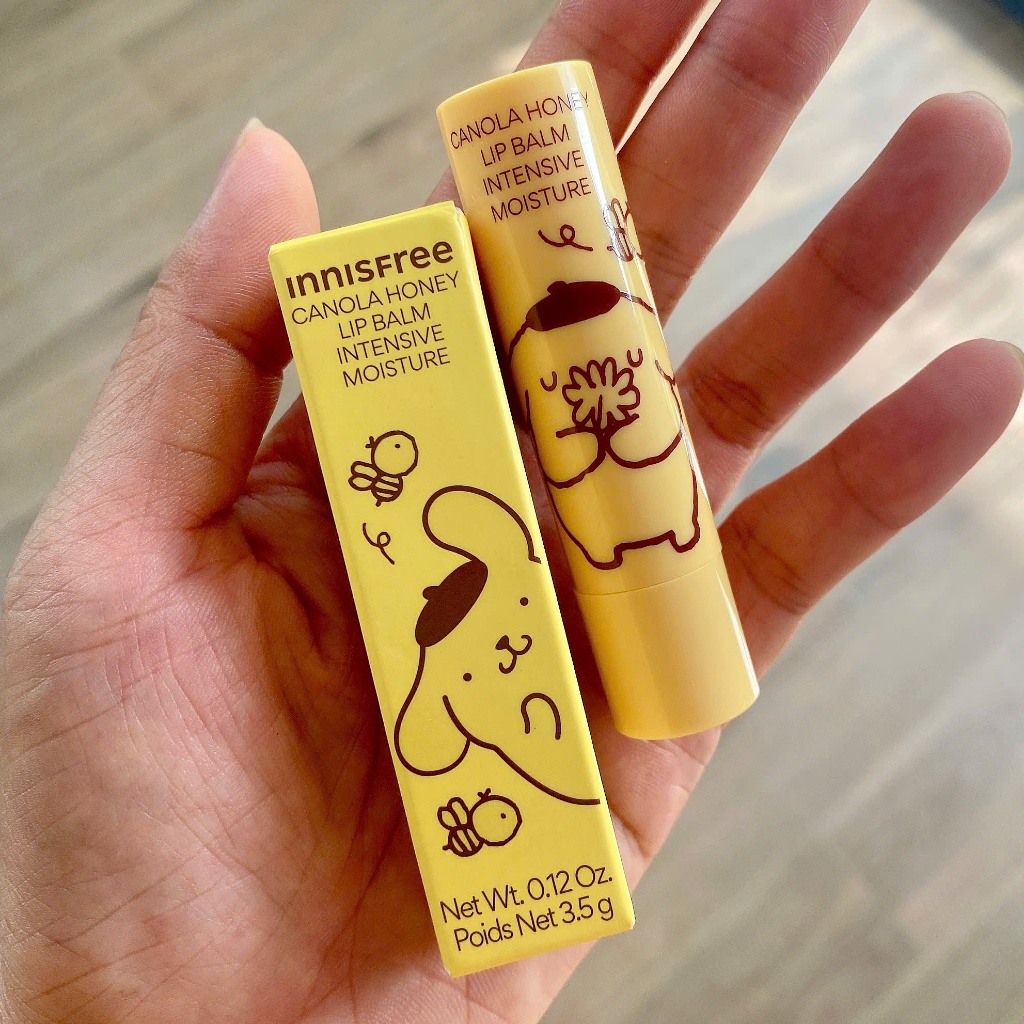 INNISFree
CANOLA HONEY
LIP BALM
INTENSIVE
MOISTURE
Net Wt. 0.12 Oz.
Poids Net 3.5 g
CANOLA HONEY
LIP BALM
INTENSIVE
MOISTURE